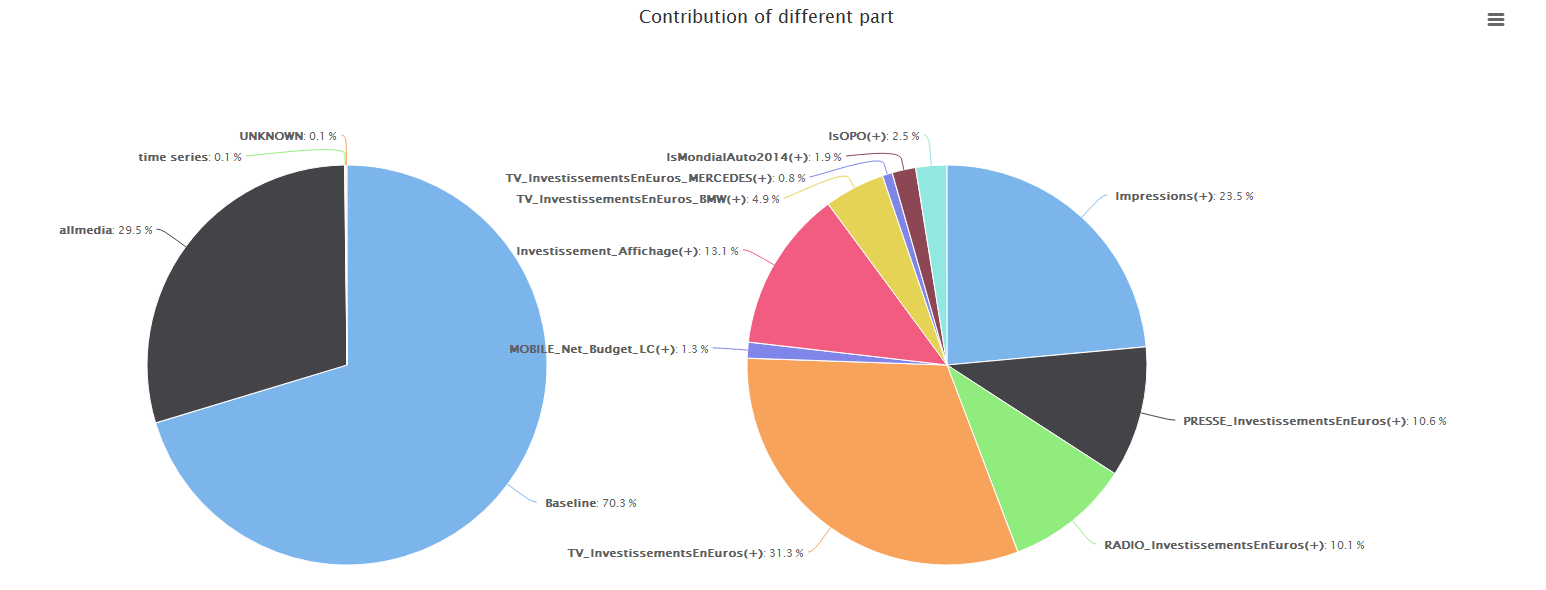 Contribution of different part
UNKNOWN: 0.1 %
time series: 0.1 %
allmedia: 29.5 %
Baseline: 70.3 %
IsOPO(+): 2.5 %
IsMondialAuto2014(+): 1.9 %
TV_InvestissementsEnEuros_MERCEDES(+): 0.8 %
TV_InvestissementsEnEuros_BMW(+): 4.9 %
Investissement_Affichage(+): 13.1 %
MOBILE_Net_Budget_LC(+): 1.3 %
TV_InvestissementsEnEuros(+): 31.3 %
Impressions(+): 23.5 %
PRESSE_InvestissementsEnEuros(+): 10.6 %
RADIO_InvestissementsEnEuros(+): 10.1 %